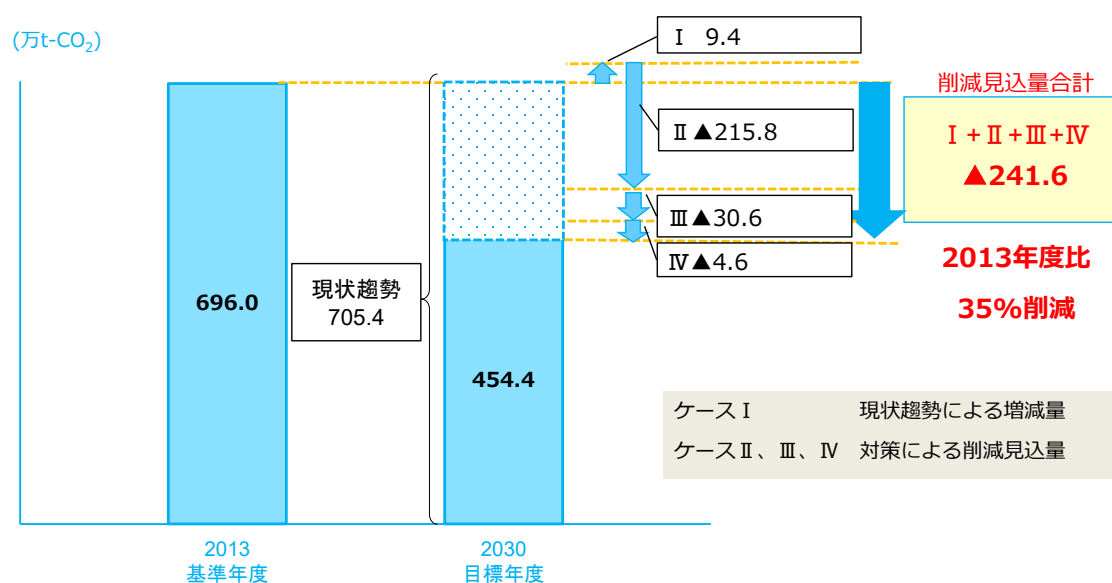 (万t-CO₂)
Ⅰ 9.4
Ⅱ ▲215.8
Ⅲ ▲30.6
Ⅳ ▲4.6
削減見込量合計
Ⅰ+Ⅱ+Ⅲ+Ⅳ
▲241.6
2013年度比
35%削減
696.0
現状趨勢
705.4
454.4
ケースⅠ 現状趨勢による増減量
ケースⅡ、Ⅲ、Ⅳ 対策による削減見込量
2013
基準年度
2030
目標年度